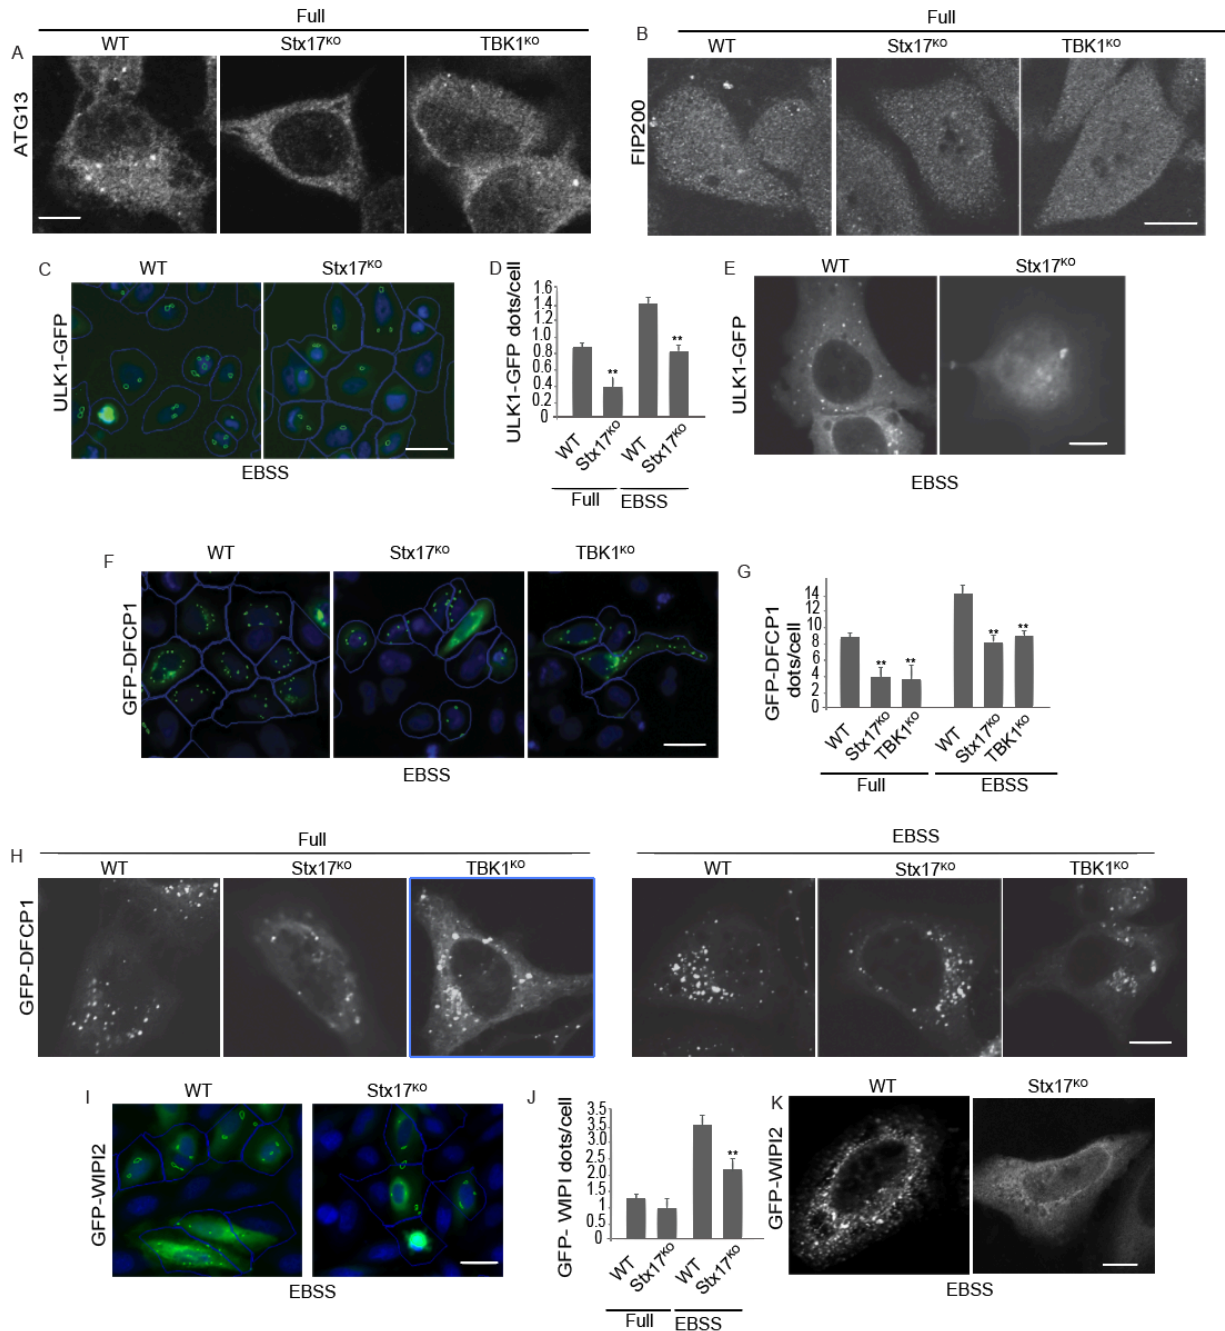 Full
A WT Stx17KO TBK1KO
ATG13
Full
B WT Stx17KO TBK1KO
FIP200
C WT Stx17KO
ULK1-GFP
EBSS
D
ULK1-GFP dots/cell
1.6
1.4
1.2
1.0
0.8
0.6
0.4
0.2
0
**
**
WT Stx17KO WT Stx17KO
Full EBSS
E WT Stx17KO
ULK1-GFP
EBSS
F WT Stx17KO TBK1KO
GFP-DFCP1
EBSS
G
GFP-DFCP1
dots/cell
14
12
10
8
6
4
2
0
** **
** **
WT Stx17KO TBK1KO WT Stx17KO TBK1KO
Full EBSS
H
Full
WT Stx17KO TBK1KO
GFP-DFCP1
EBSS
WT Stx17KO TBK1KO
I WT Stx17KO
GFP-WIPI2
EBSS
J
GFP- WIPI dots/cell
3.5
3.5
2.5
2
1.5
1
0.5
0
**
WT Stx17KO WT Stx17KO
Full EBSS
K WT Stx17KO
GFP-WIPI2
EBSS